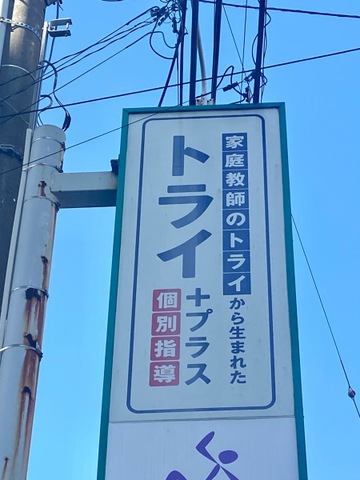 家庭教師のトライから生まれた
個別指導
トライ+プラス